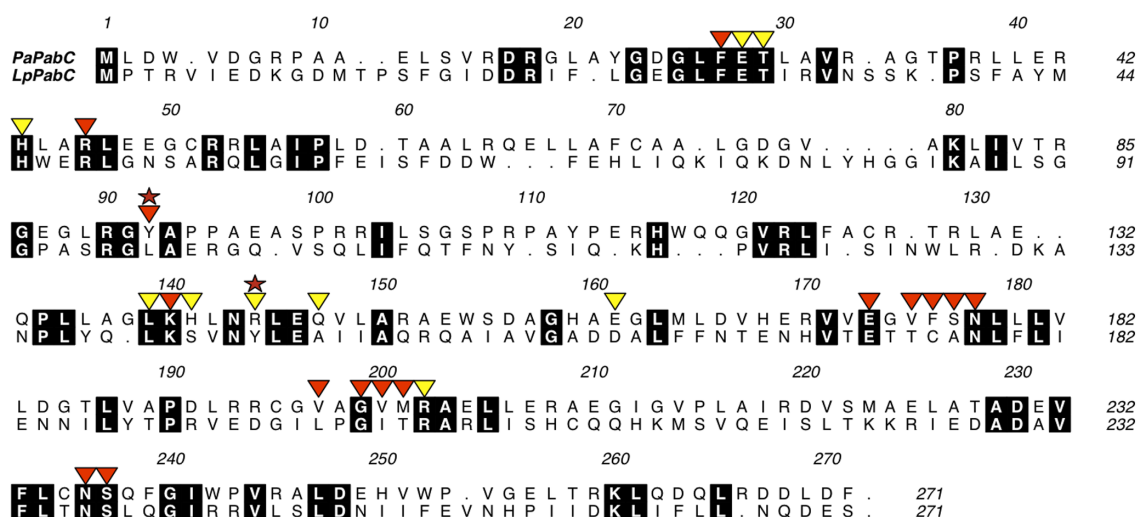 1 10 20 30 40
PaPabC MLDW.VDGRPAA..ELSVRDRGLAYGDGLFETLAVR.AGTPRLLER 42
LpPabC MPTRVIEDKGDMTPSFGIDDRIF.LGEGLFETIRVNSSK.PSFAYM 44
50 60 70 80
HLARLEEGCRRLAIPLD.TAALRQELLAFCAA.LGDGV.....AKLIVTR 85
HWERLGNSARQLGIPFEISFDDW...FEHLIQKIQKDNLYHGGIKAILSG 91
90 100 110 120 130
GEGLRGYAPPAEASPRRILSGSPRPAYPERHWQQGVRLFACR.TRLAE.. 132
GPASRGLAERGQ.VSQLIFQTFNY.SIQ.KH...PVRLI.SINWLR.DKA 133
140 150 160 170 180
QPLLAGLKHLNRLEQVLARAEWSDAGHAEGLMLDVHERVVEGVFSNLLLV 182
NPLYQ.LKSVNYLEAIIAQRQAIAVGADDALFFNTENHVTETTCANLFLI 182
190 200 210 220 230
LDGTLVAPDLRRCGVAGVMRAELLERAEGIGVPLAIRDVSMAELATADEV 232
ENNILYTPRVEDGILPGITRARLISHCQQHKMSVQEISLTKKRIEDADAV 232
240 250 260 270
FLCNSQFGIWPVRALDEHVWP.VGELTRKLQDQLRDDLDF. 271
FLTNSLQGIRRVLSLDNIIFEVNHPIIDKLIFLL.NQDES. 271